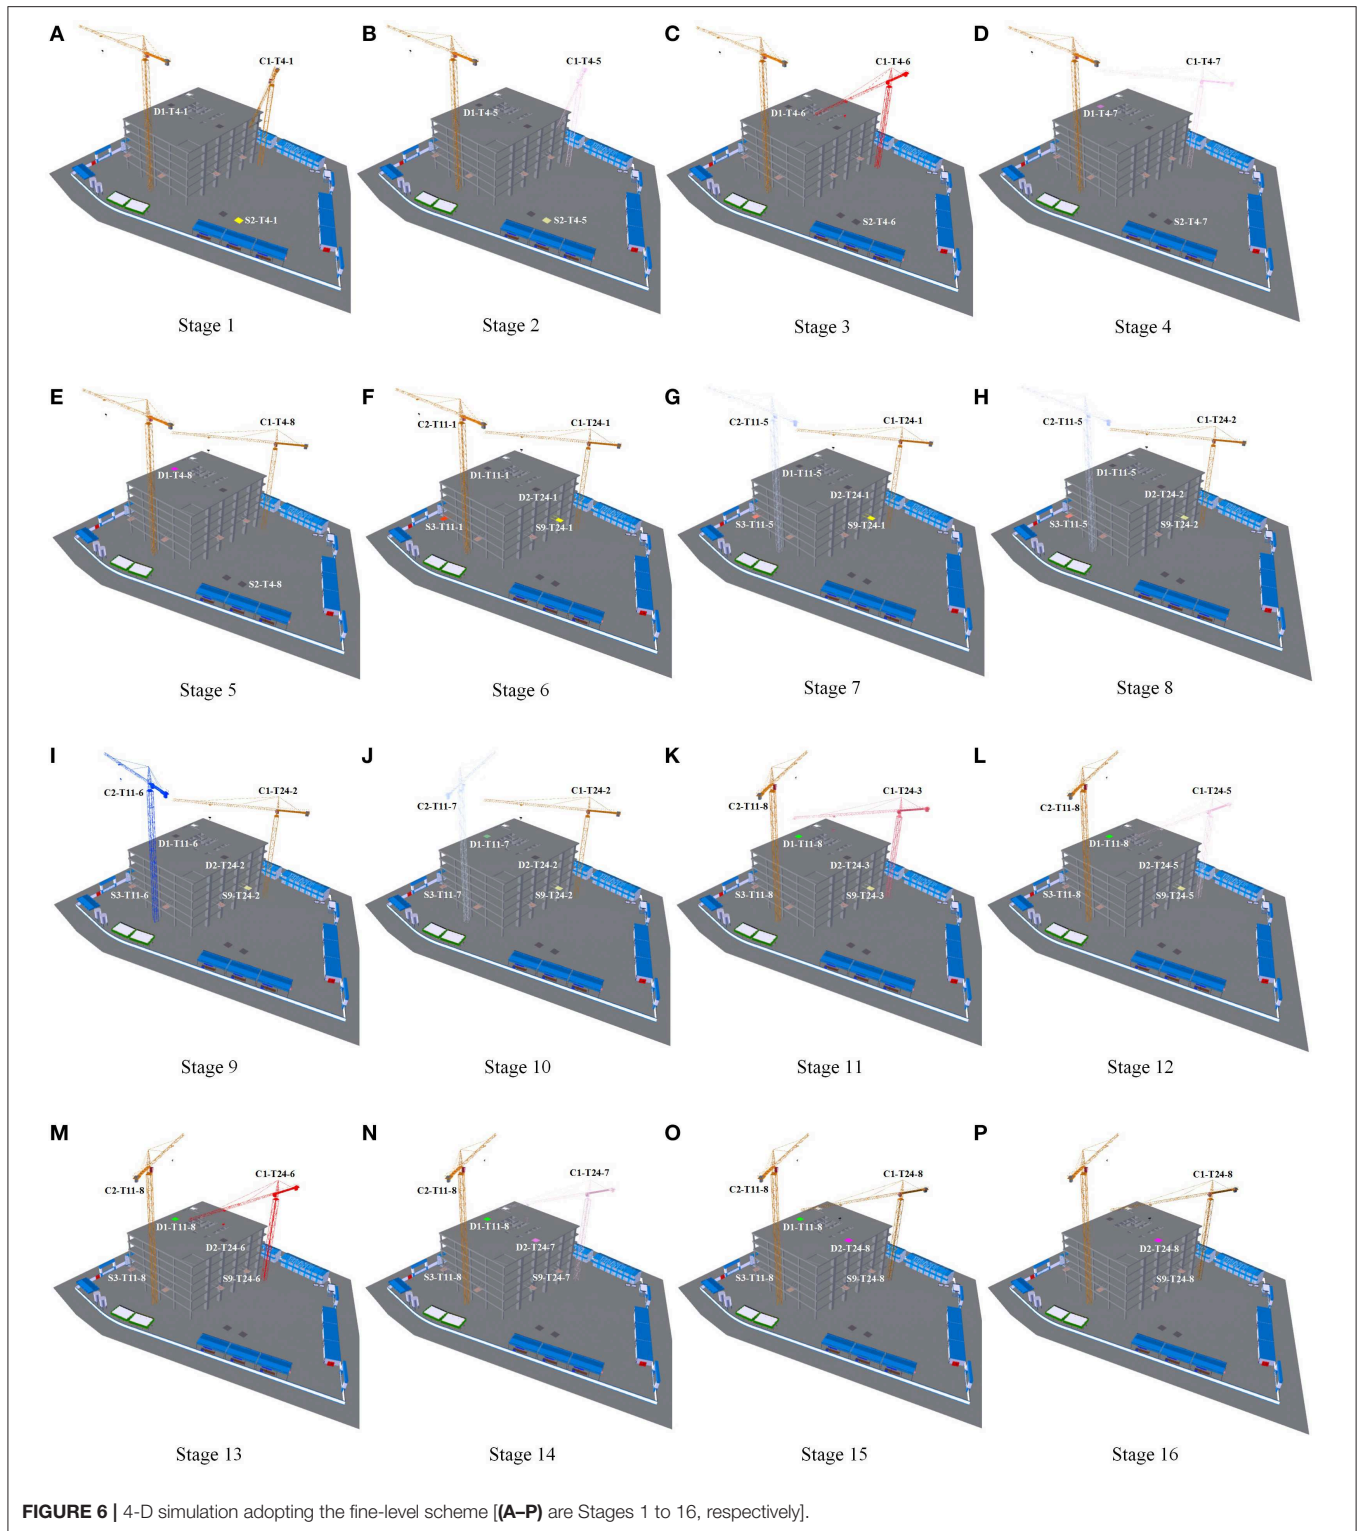 A
B
C
D
C1-T4-1
C1-T4-5
C1-T4-6
C1-T4-7
D1-T4-1
D1-T4-5
D1-T4-6
D1-T4-7
S2-T4-1
S2-T4-5
S2-T4-6
S2-T4-7
Stage 1
Stage 2
Stage 3
Stage 4
E
F
G
H
C1-T4-8
C2-T11-1
C1-T24-1
C2-T11-5
C1-T24-1
C2-T11-5
C1-T24-2
D1-T4-8
D1-T11-1
D2-T24-1
D1-T11-5
D2-T24-1
D1-T11-5
D2-T24-2
S3-T11-1
S9-T24-1
S3-T11-5
S9-T24-1
S3-T11-5
S9-T24-2
S2-T4-8
Stage 5
Stage 6
Stage 7
Stage 8
I
J
K
L
C2-T11-6
C1-T24-2
C2-T11-7
C1-T24-2
C2-T11-8
C1-T24-3
C2-T11-8
C1-T24-5
D1-T11-6
D2-T24-2
D1-T11-7
D2-T24-2
D1-T11-8
D2-T24-3
D1-T11-8
D2-T24-5
S3-T11-6
S9-T24-2
S3-T11-7
S9-T24-2
S3-T11-8
S9-T24-3
S3-T11-8
S9-T24-5
Stage 9
Stage 10
Stage 11
Stage 12
M
N
O
P
C2-T11-8
C1-T24-6
C2-T11-8
C1-T24-7
C2-T11-8
C1-T24-8
C1-T24-8
D1-T11-8
D2-T24-6
D1-T11-8
D2-T24-7
D1-T11-8
D2-T24-8
D2-T24-8
S3-T11-8
S9-T24-6
S3-T11-8
S9-T24-7
S3-T11-8
S9-T24-8
S9-T24-8
Stage 13
Stage 14
Stage 15
Stage 16
FIGURE 6 | 4-D simulation adopting the fine-level scheme [(A–P) are Stages 1 to 16, respectively].